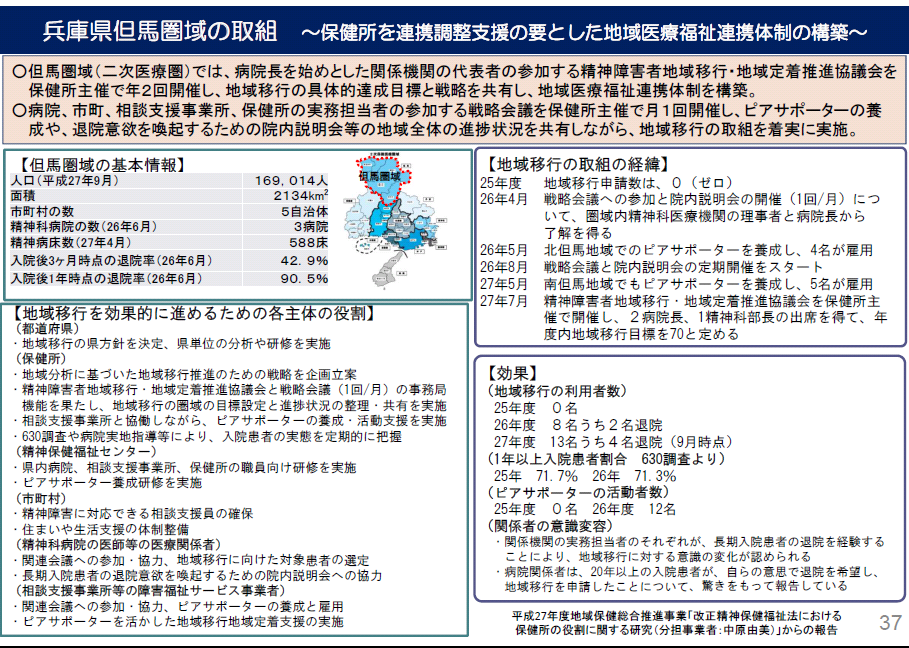 兵庫県但馬圏域の取組 ～保健所を連携調整支援の要とした地域医療福祉連携体制の構築～
〇但馬圏域(二次医療圏)では、病院長を始めとした関係機関の代表者の参加する精神障害者地域移行・地域定着推進協議会を
保健所主催で年2回開催し、地域移行の具体的達成目標と戦略を共有し、地域医療福祉連携体制を構築。
〇病院、市町、相談支援事業所、保健所の実務担当者の参加する戦略会議を保健所主催で月1回開催し、ピアサポーターの養
成や、退院意欲を喚起するための院内説明会等の地域全体の進捗状況を共有しながら、地域移行の取組を着実に実施。
【但馬圏域の基本情報】
人口(平成27年9月) 169,014人
面積 2134km²
市町村の数 5自治体
精神科病院の数(26年6月) 3病院
精神病床数(27年4月) 588床
入院後3ヶ月時点の退院率(26年6月) 42.9%
入院後1年時点の退院率(26年6月) 90.5%
但馬圏域
【地域移行を効果的に進めるための各主体の役割】
(都道府県)
・地域移行の県方針を決定、県単位の分析や研修を実施
(保健所)
・地域分析に基づいた地域移行推進のための戦略を企画立案
・精神障害者地域移行・地域定着推進協議会と戦略会議(1回/月)の事務局
機能を果たし、地域移行の圏域の目標設定と進捗状況の整理・共有を実施
・相談支援事業所と協働しながら、ピアサポーターの養成・活動支援を実施
・630調査や病院実地指導等により、入院患者の実態を定期的に把握
(精神保健福祉センター)
・県内病院、相談支援事業所、保健所の職員向け研修を実施
・ピアサポーター養成研修を実施
(市町村)
・精神障害に対応できる相談支援員の確保
・住まいや生活支援の体制整備
(精神科病院の医師等の医療関係者)
・関連会議への参加・協力、地域移行に向けた対象患者の選定
・長期入院患者の退院意欲を喚起するための院内説明会への協力
(相談支援事業所等の障害福祉サービス事業者)
・関連会議への参加・協力、ピアサポーターの養成と雇用
・ピアサポーターを活かした地域移行地域定着支援の実施
【地域移行の取組の経緯】
25年度 地域移行申請数は、0(ゼロ)
26年4月 戦略会議への参加と院内説明会の開催(1回/月)につ
いて、圏域内精神科医療機関の理事者と病院長から
了解を得る
26年5月 北但馬地域でのピアサポーターを養成し、4名が雇用
26年8月 戦略会議と院内説明会の定期開催をスタート
27年5月 南但馬地域でもピアサポーターを養成し、5名が雇用
27年7月 精神障害者地域移行・地域定着推進協議会を保健所主
催で開催し、2病院長、1精神科部長の出席を得て、年
度内地域移行目標を70と定める
【効果】
(地域移行の利用者数)
25年度 0名
26年度 8名うち2名退院
27年度 13名うち4名退院(9月時点)
(1年以上入院患者割合 630調査より)
25年 71.7% 26年 71.3%
(ピアサポーターの活動者数)
25年度 0名 26年度 12名
(関係者の意識変容)
・関係機関の実務担当者のそれぞれが、長期入院患者の退院を経験する
ことにより、地域移行に対する意識の変化が認められる
・病院関係者は、20年以上の入院患者が、自らの意思で退院を希望し、
地域移行を申請したことについて、驚きをもって報告している
平成27年度地域保健総合推進事業「改正精神保健福祉法における
保健所の役割に関する研究(分担事業者:中原由美)」からの報告
37